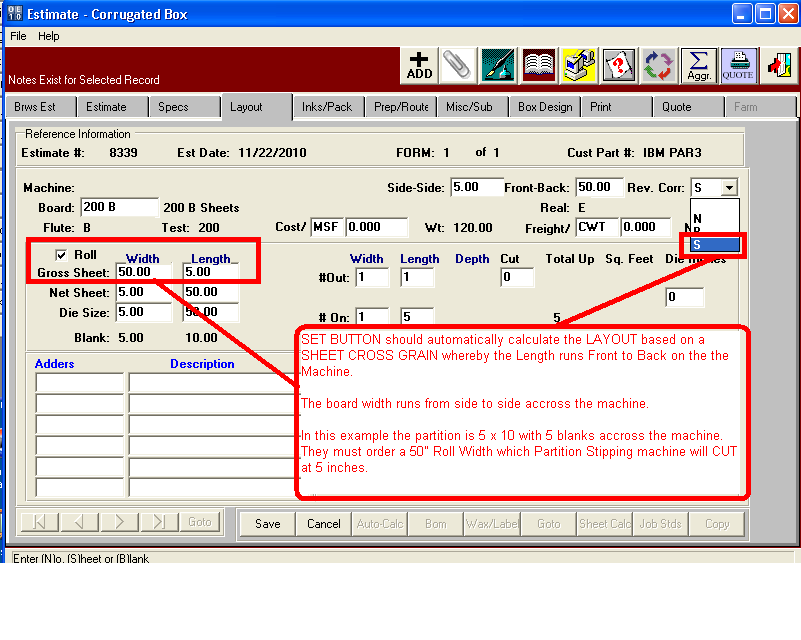 Estimate - Corrugated Box
File Help
ADD
Aggr.
QUOTE
Notes Exist for Selected Record
Brws Est Estimate Specs Layout Inks/Pack Prep/Route Misc/Sub Box Design Print Quote Farm
Reference Information
Estimate #: 8339 Est Date: 11/22/2010 FORM: 1 of 1 Cust Part #: IBM PAR3
Machine: Side-Side: 5.00 Front-Back: 50.00 Rev. Corr: S
Board: 200 B 200 B Sheets Real: E
N
Flute: B Test: 200 Cost/ MSF 0.000 Wt: 120.00 Freight/ CWT 0.000
S
Roll Width Length Width Length Depth Cut Total Up Sq. Feet
Gross Sheet: 50.00 5.00 #Out: 1 1 0
Net Sheet: 5.00 50.00 0
Die Size: 5.00 50.00 # On: 1 5 5
Blank: 5.00 10.00
Adders Description
SET BUTTON should automatically calculate the LAYOUT based on a
SHEET CROSS GRAIN whereby the Length runs Front to Back on the the
Machine.
The board width runs from side to side accross the machine.
In this example the partition is 5 x 10 with 5 blanks accross the machine.
They must order a 50" Roll Width which Partition Stipping machine will CUT
at 5 inches.
Goto Save Cancel Auto-Calc Bom Wax/Label Goto Sheet Calc Job Stds Copy
Enter (N)o, (S)heet or (B)lank